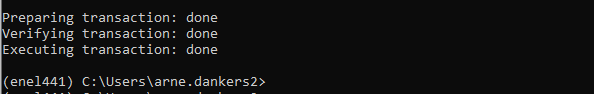 Preparing transaction: done
Verifying transaction: done
Executing transaction: done
(enel441) C:\Users\arne.dankers2>